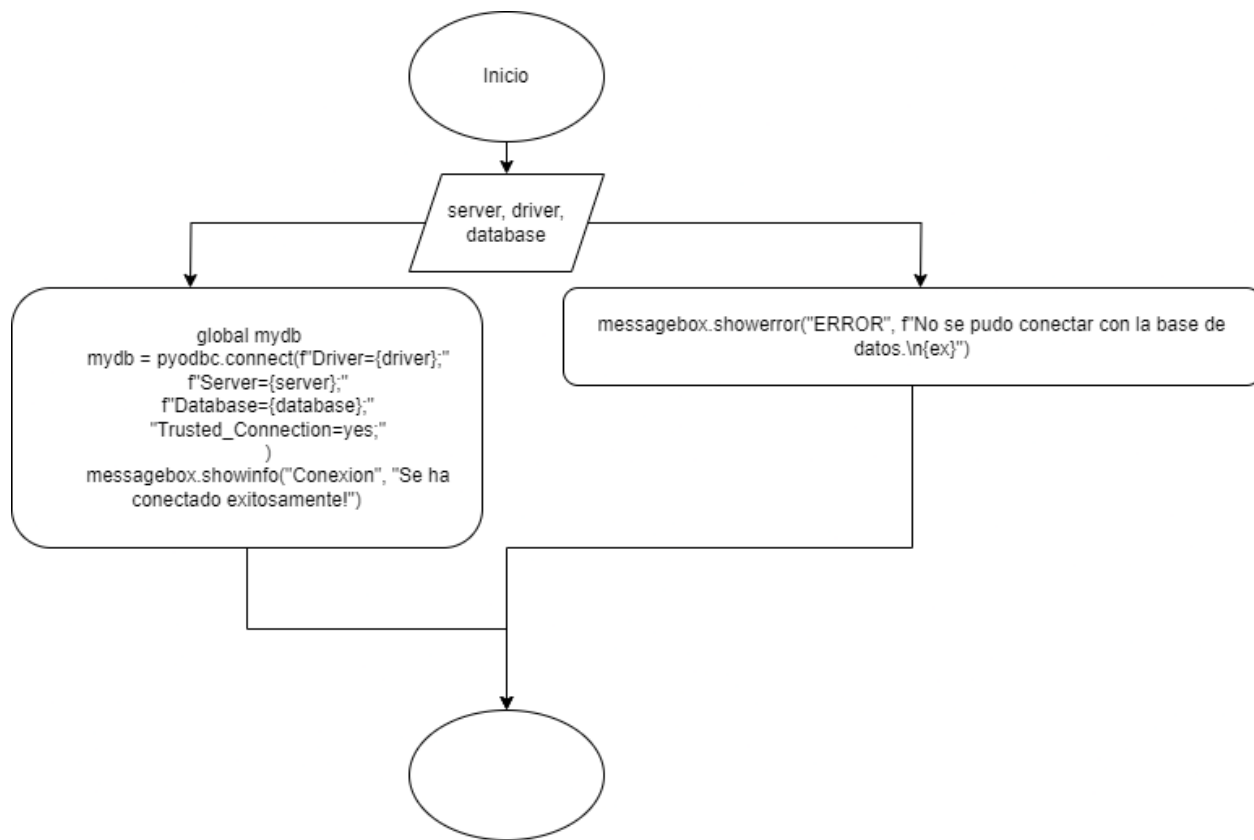 Inicio
server, driver,
database
global mydb
mydb = pyodbc.connect(f"Driver={driver};"
f"Server={server};"
f"Database={database};"
"Trusted_Connection=yes;"
)
messagebox.showinfo("Conexion", "Se ha
conectado exitosamente!")
messagebox.showerror("ERROR", f"No se pudo conectar con la base de
datos.\n{ex}")